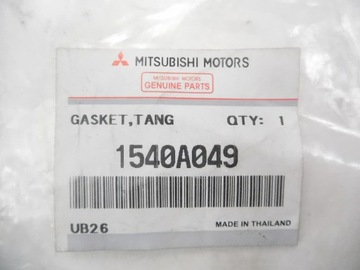 MITSUBISHI MOTORS
MITSUBISHI MOTORS
GENUINE PARTS
GASKET,TANG QTY: 1
1540A049
UB26 MADE IN THAILAND